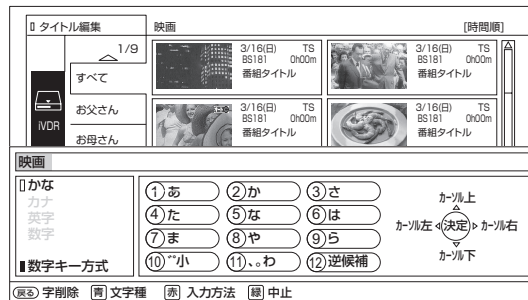 タイトル編集 映画 [時間順]
1/9
すべて
お父さん
お母さん
iVDR
3/16(日) TS
BS181 0h00m
番組タイトル
3/16(日) TS
BS181 0h00m
番組タイトル
3/16(日) TS
BS181 0h00m
番組タイトル
3/16(日) TS
BS181 0h00m
番組タイトル
映画
かな
カナ
英字
数字
■数字キー方式
①あ ②か ③さ
④た ⑤な ⑥は
⑦ま ⑧や ⑨ら
⑩゛゜小 ⑪、。わ ⑫逆候補
カーソル上
カーソル左 決定 カーソル右
カーソル下
戻る 字削除 青 文字種 赤 入力方法 緑 中止